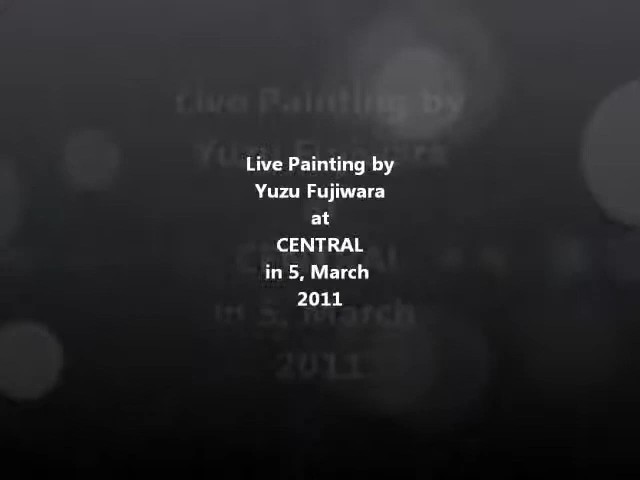 Live Painting by
Yuzu Fujiwara
at
CENTRAL
in 5, March
2011